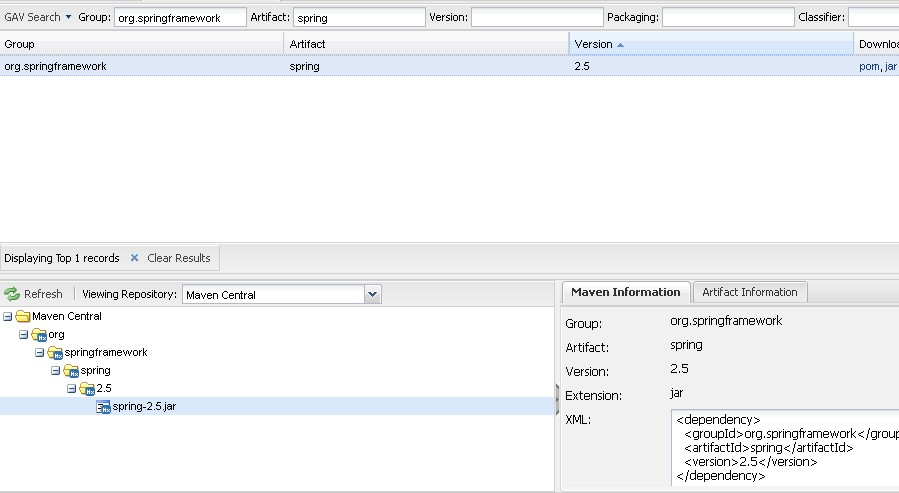 GAV Search Group: org.springframework Artifact: spring Version: Packaging: Classifier:
Group Artifact Version
org.springframework spring 2.5 pom, jar
Displaying Top 1 records Clear Results
Refresh Viewing Repository: Maven Central
Maven Central
org
springframework
spring
2.5
spring-2.5.jar
Maven Information Artifact Information
Group: org.springframework
Artifact: spring
Version: 2.5
Extension: jar
XML: <dependency>
<groupId>org.springframework</group
<artifactId>spring</artifactId>
<version>2.5</version>
</dependency>